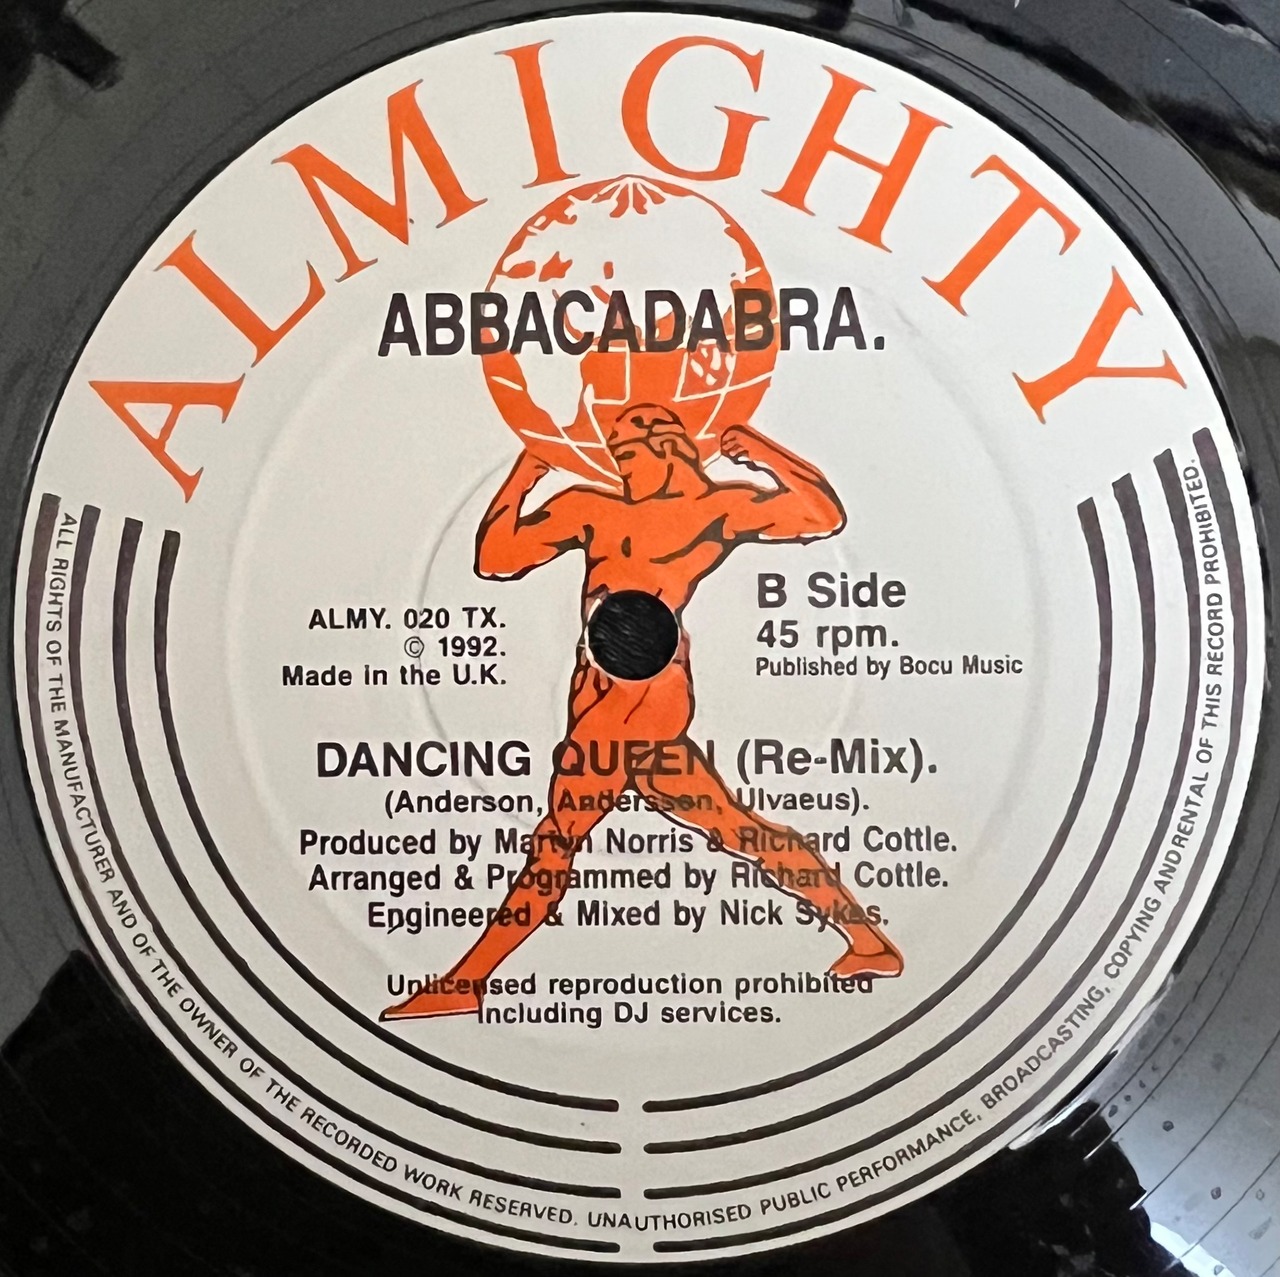 ALMIGHTY
ABBACADABRA.
ALMY. 020 TX.
© 1992.
Made in the U.K.
B Side
45 rpm.
Published by Bocu Music
DANCING QUEEN (Re-Mix).
(Anderson, Andersson, Ulvaeus).
Produced by Martyn Norris & Richard Cottle.
Arranged & Programmed by Richard Cottle.
Engineered & Mixed by Nick Sykes.
Unlicensed reproduction prohibited
including DJ services.
ALL RIGHTS OF THE MANUFACTURER AND OF THE OWNER OF THE RECORDED WORK RESERVED. UNAUTHORISED PUBLIC PERFORMANCE, BROADCASTING, COPYING AND RENTAL OF THIS RECORD PROHIBITED.